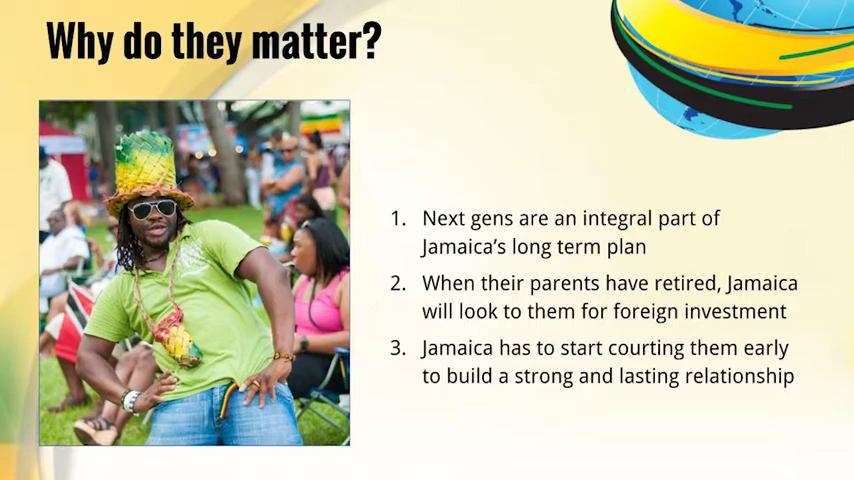 Why do they matter?
1. Next gens are an integral part of
Jamaica's long term plan
2. When their parents have retired, Jamaica
will look to them for foreign investment
3. Jamaica has to start courting them early
to build a strong and lasting relationship